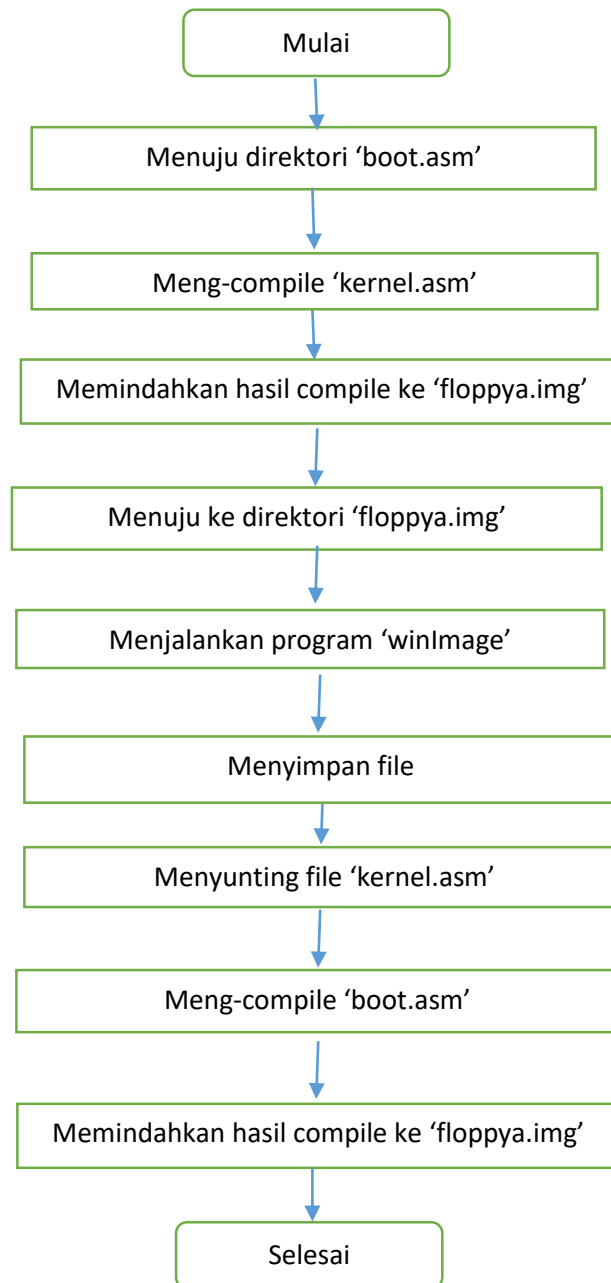 Mulai
Menuju direktori ‘boot.asm’
Meng-compile ‘kernel.asm’
Memindahkan hasil compile ke ‘floppya.img’
Menuju ke direktori ‘floppya.img’
Menjalankan program ‘winImage’
Menyimpan file
Menyunting file ‘kernel.asm’
Meng-compile ‘boot.asm’
Memindahkan hasil compile ke ‘floppya.img’
Selesai